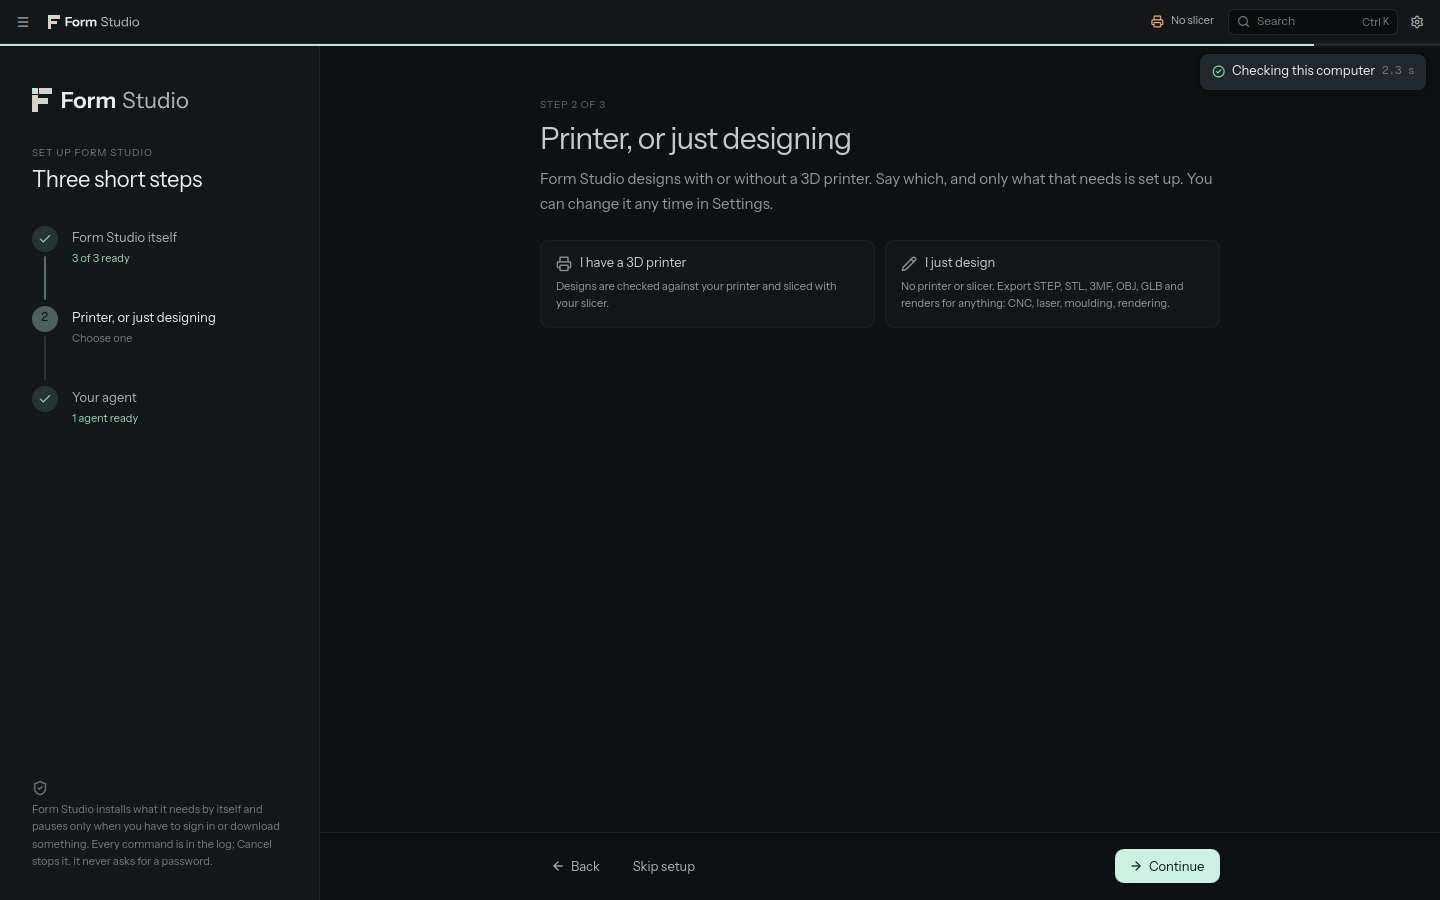 Form Studio
No slicer
Search
Ctrl K
Checking this computer 2.3 s
Form Studio
SET UP FORM STUDIO
Three short steps
Form Studio itself
3 of 3 ready
2
Printer, or just designing
Choose one
Your agent
1 agent ready
Form Studio installs what it needs by itself and
pauses only when you have to sign in or download
something. Every command is in the log; Cancel
stops it. It never asks for a password.
STEP 2 OF 3
Printer, or just designing
Form Studio designs with or without a 3D printer. Say which, and only what that needs is set up. You
can change it any time in Settings.
I have a 3D printer
Designs are checked against your printer and sliced with
your slicer.
I just design
No printer or slicer. Export STEP, STL, 3MF, OBJ, GLB and
renders for anything: CNC, laser, moulding, rendering.
Back
Skip setup
Continue